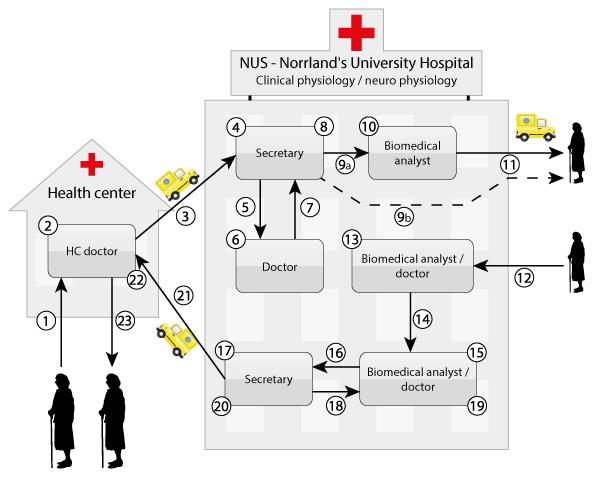 NUS - Norrland's University Hospital
Clinical physiology / neuro physiology
4
8
10
Secretary
Biomedical
analyst
9a
11
3
5
7
9b
Health center
2
HC doctor
22
6
Doctor
13
Biomedical analyst /
doctor
12
21
1
23
14
17
16
15
Secretary
Biomedical analyst /
doctor
20
18
19